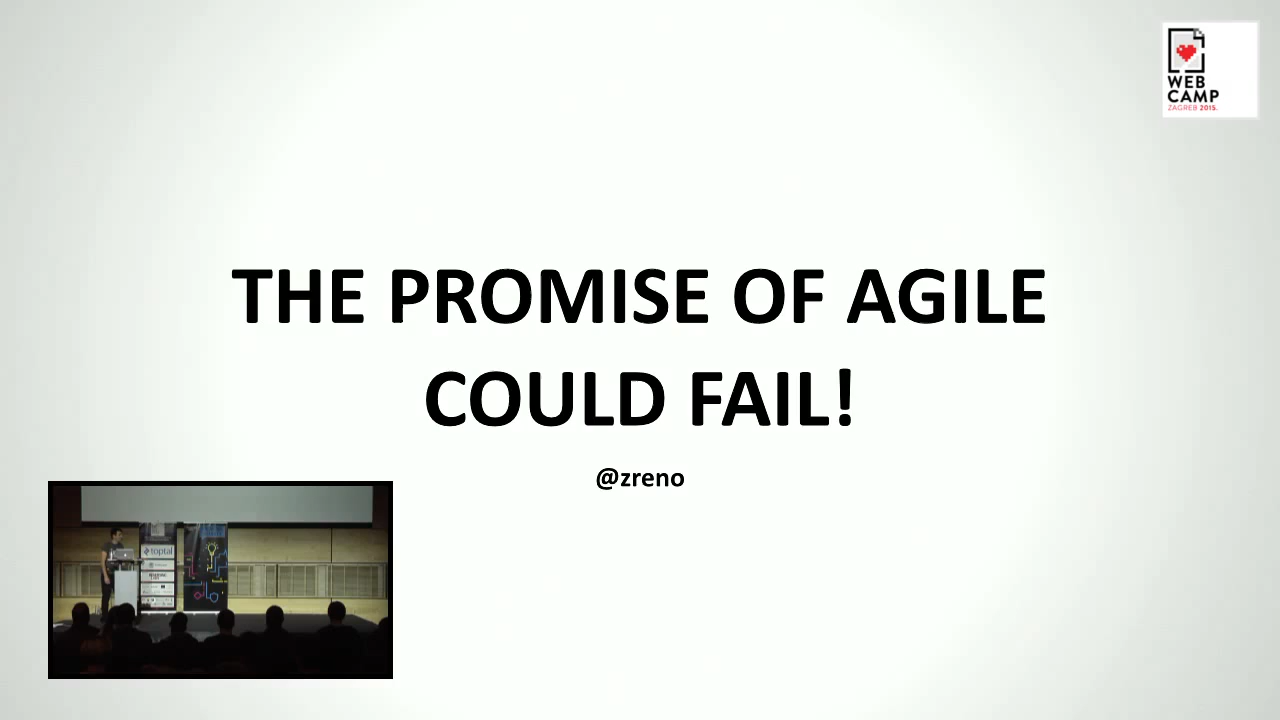 WEB
CAMP
ZAGREB 2015.
THE PROMISE OF AGILE
COULD FAIL!
@zreno
toptal